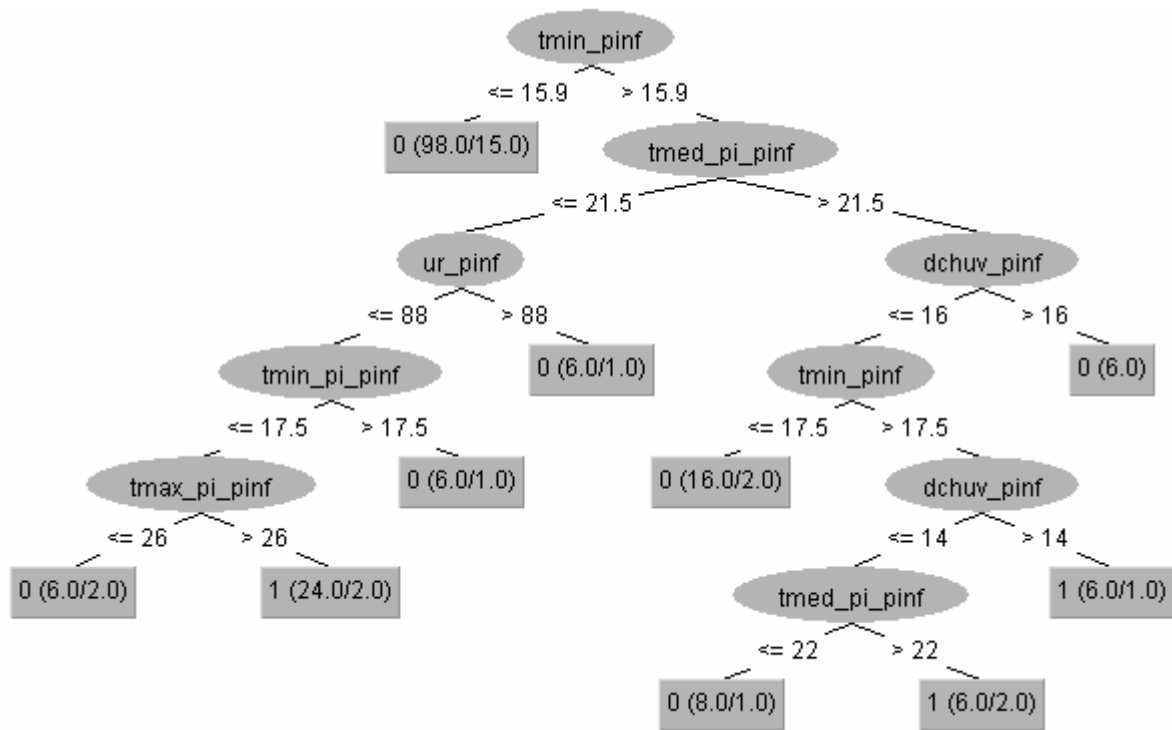 tmin_pinf
<= 15.9 > 15.9
0 (98.0/15.0) tmed_pi_pinf
<= 21.5 > 21.5
ur_pinf dchuv_pinf
<= 88 > 88 <= 16 > 16
tmin_pi_pinf 0 (6.0/1.0) tmin_pinf 0 (6.0)
<= 17.5 > 17.5 <= 17.5 > 17.5
tmax_pi_pinf 0 (6.0/1.0) 0 (16.0/2.0) dchuv_pinf
<= 26 > 26 <= 14 > 14
0 (6.0/2.0) 1 (24.0/2.0) tmed_pi_pinf 1 (6.0/1.0)
<= 22 > 22
0 (8.0/1.0) 1 (6.0/2.0)